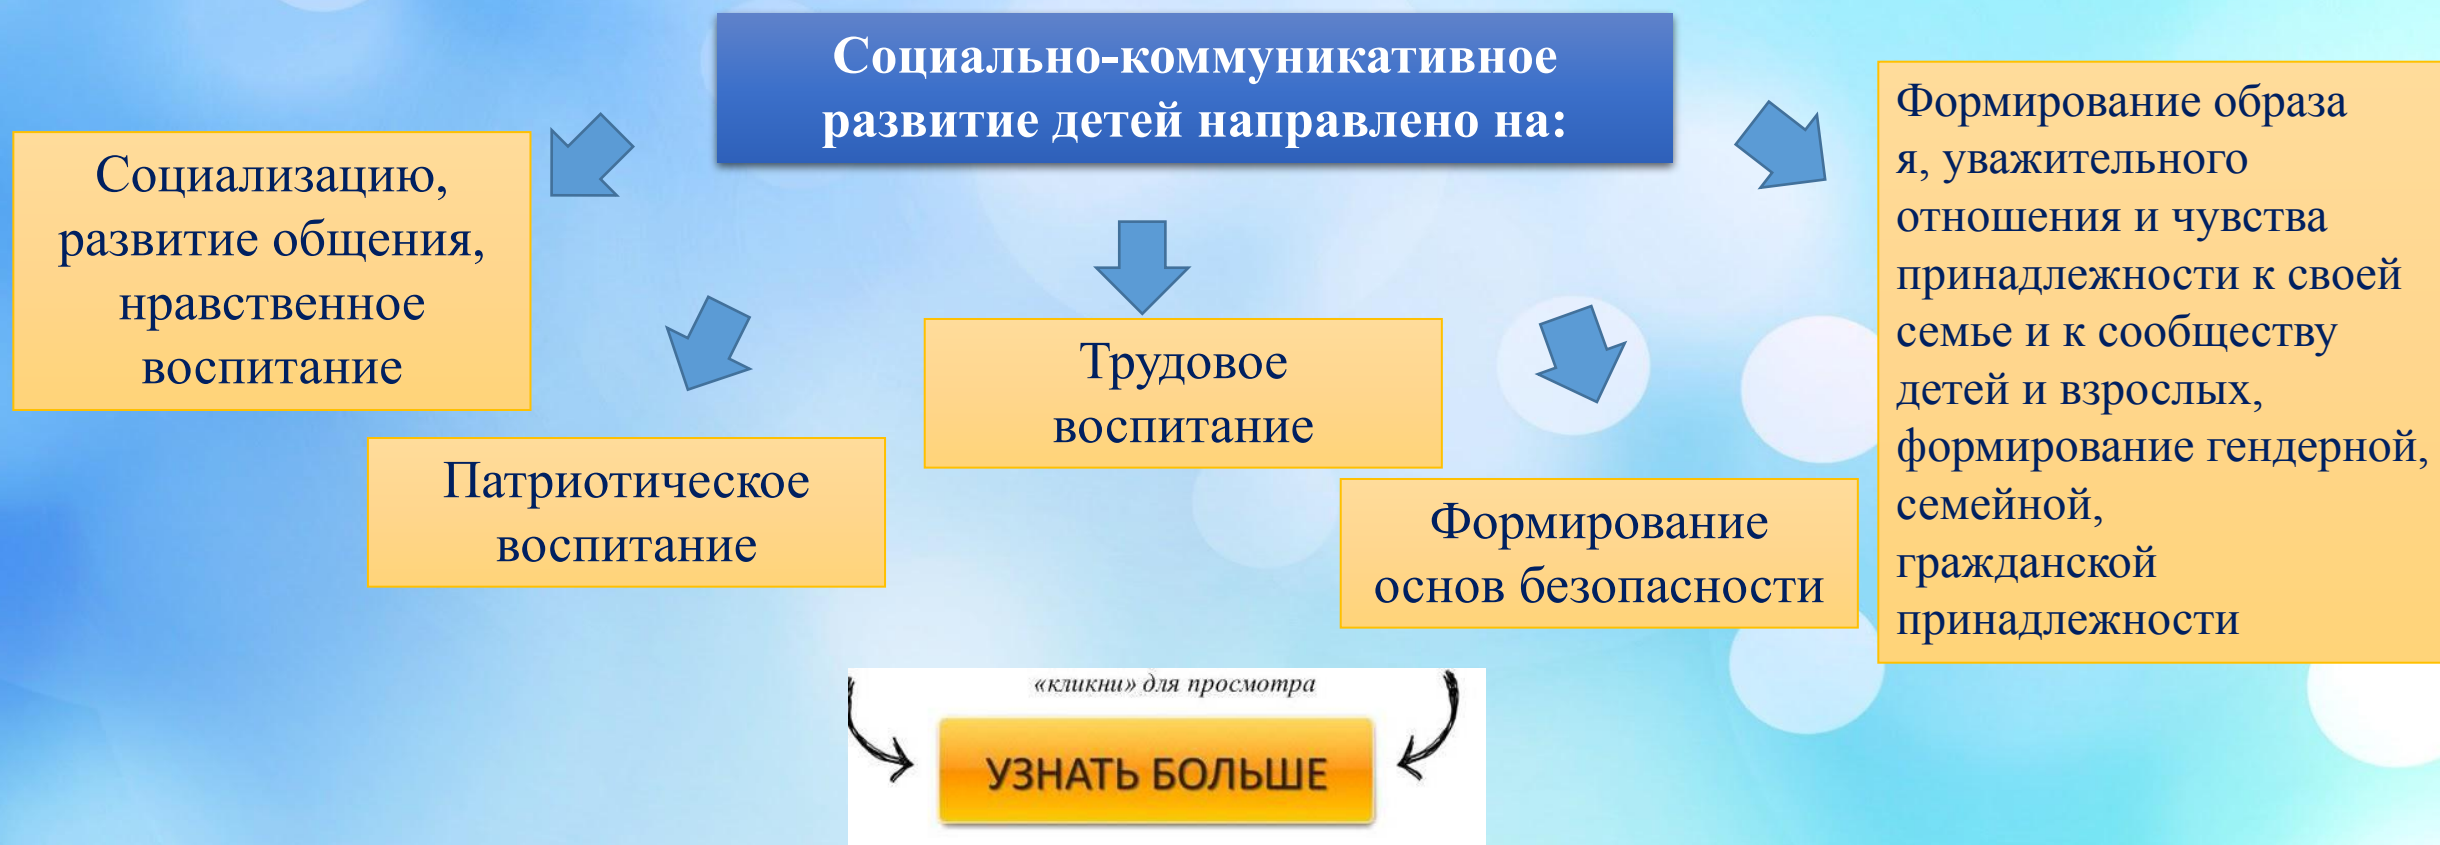 Социально-коммуникативное
развитие детей направлено на:
Социализацию,
развитие общения,
нравственное
воспитание
Патриотическое
воспитание
Трудовое
воспитание
Формирование
основ безопасности
Формирование образа
я, уважительного
отношения и чувства
принадлежности к своей
семье и к сообществу
детей и взрослых,
формирование гендерной,
семейной,
гражданской
принадлежности
«кликни» для просмотра
УЗНАТЬ БОЛЬШЕ